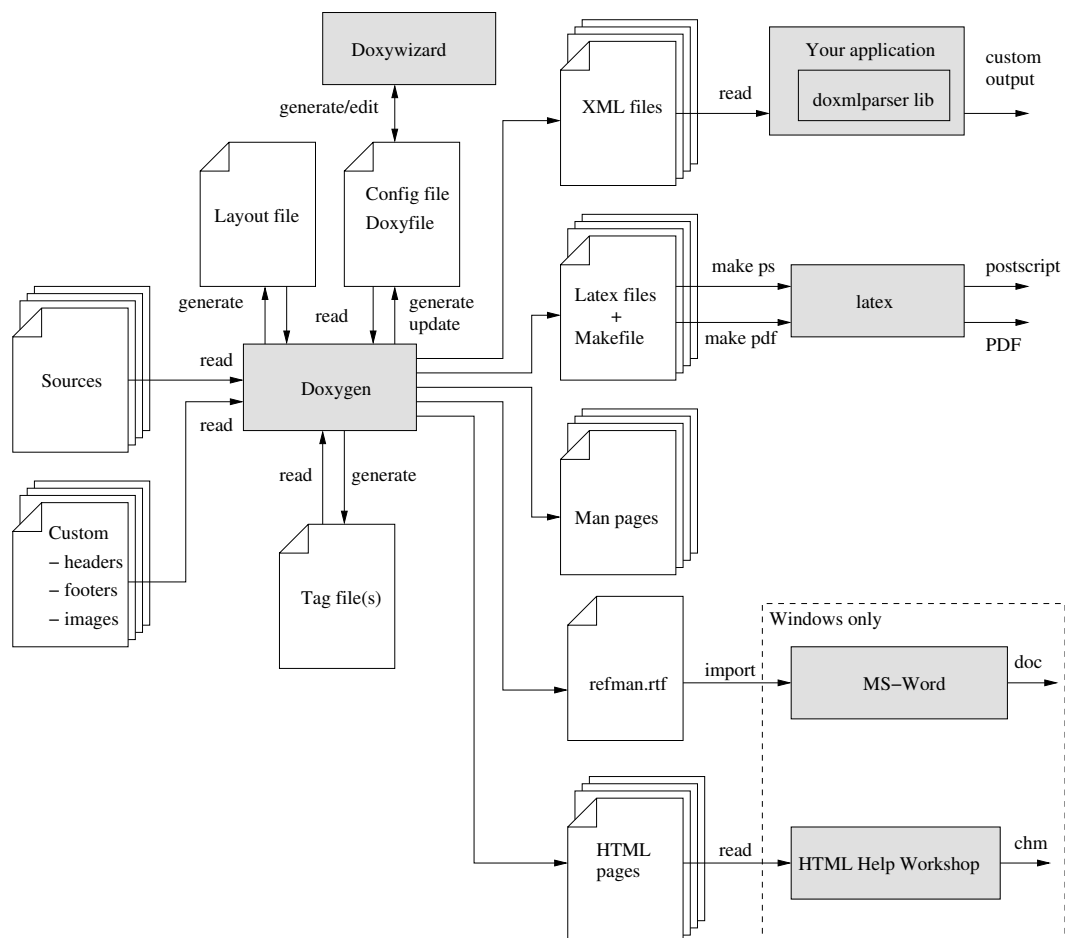 Doxywizard
generate/edit
Layout file
Config file
Doxyfile
generate
read
generate
update
Sources
read
Doxygen
read
Custom
− headers
− footers
− images
read
generate
Tag file(s)
XML files
read
Your application
doxmlparser lib
custom
output
Latex files
+
Makefile
make ps
make pdf
latex
postscript
PDF
Man pages
refman.rtf
import
Windows only
MS−Word
doc
HTML
pages
read
HTML Help Workshop
chm